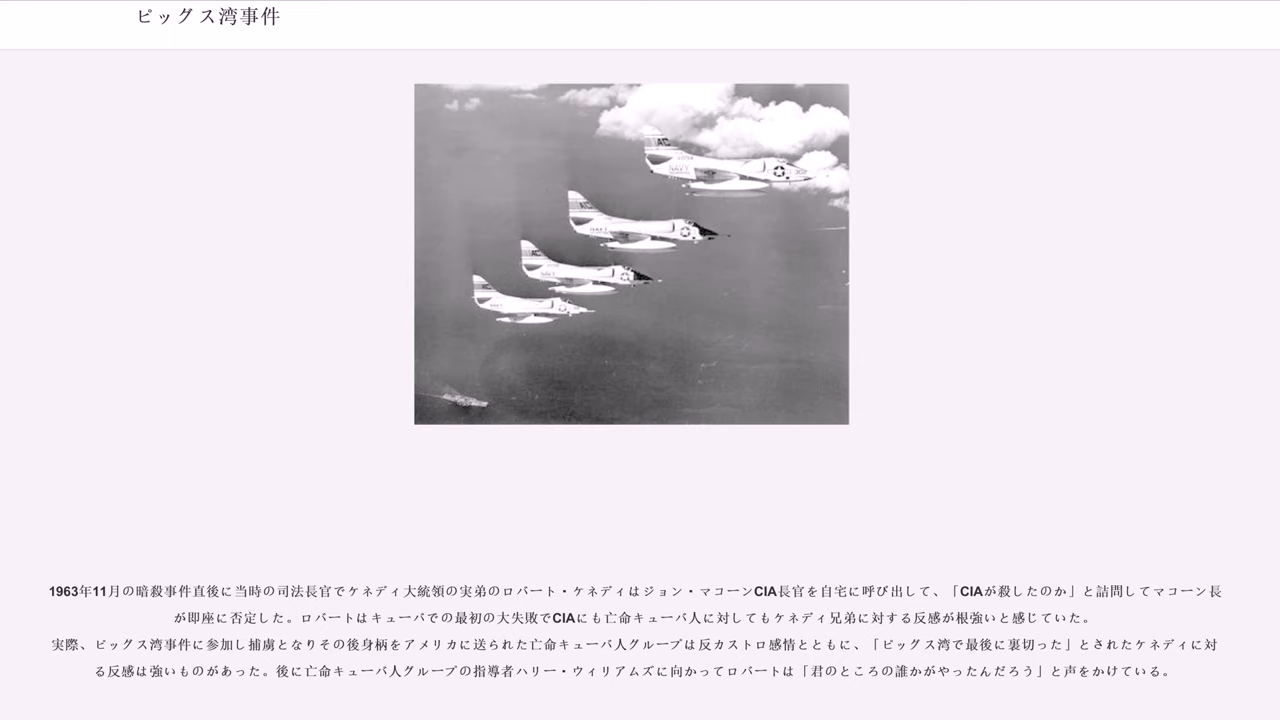 ピッグス湾事件
AC
NAVY
302
1963年11月の暗殺事件直後に当時の司法長官でケネディ大統領の実弟のロバート・ケネディはジョン・マコーンCIA長官を自宅に呼び出して、「CIAが殺したのか」と詰問してマコーン長
が即座に否定した。ロバートはキューバでの最初の大失敗でCIAにも亡命キューバ人に対してもケネディ兄弟に対する反感が根強いと感じていた。
実際、ピッグス湾事件に参加し捕虜となりその後身柄をアメリカに送られた亡命キューバ人グループは反カストロ感情とともに、「ピッグス湾で最後に裏切った」とされたケネディに対
る反感は強いものがあった。後に亡命キューバ人グループの指導者ハリー・ウィリアムズに向かってロバートは「君のところの誰かがやったんだろう」と声をかけている。